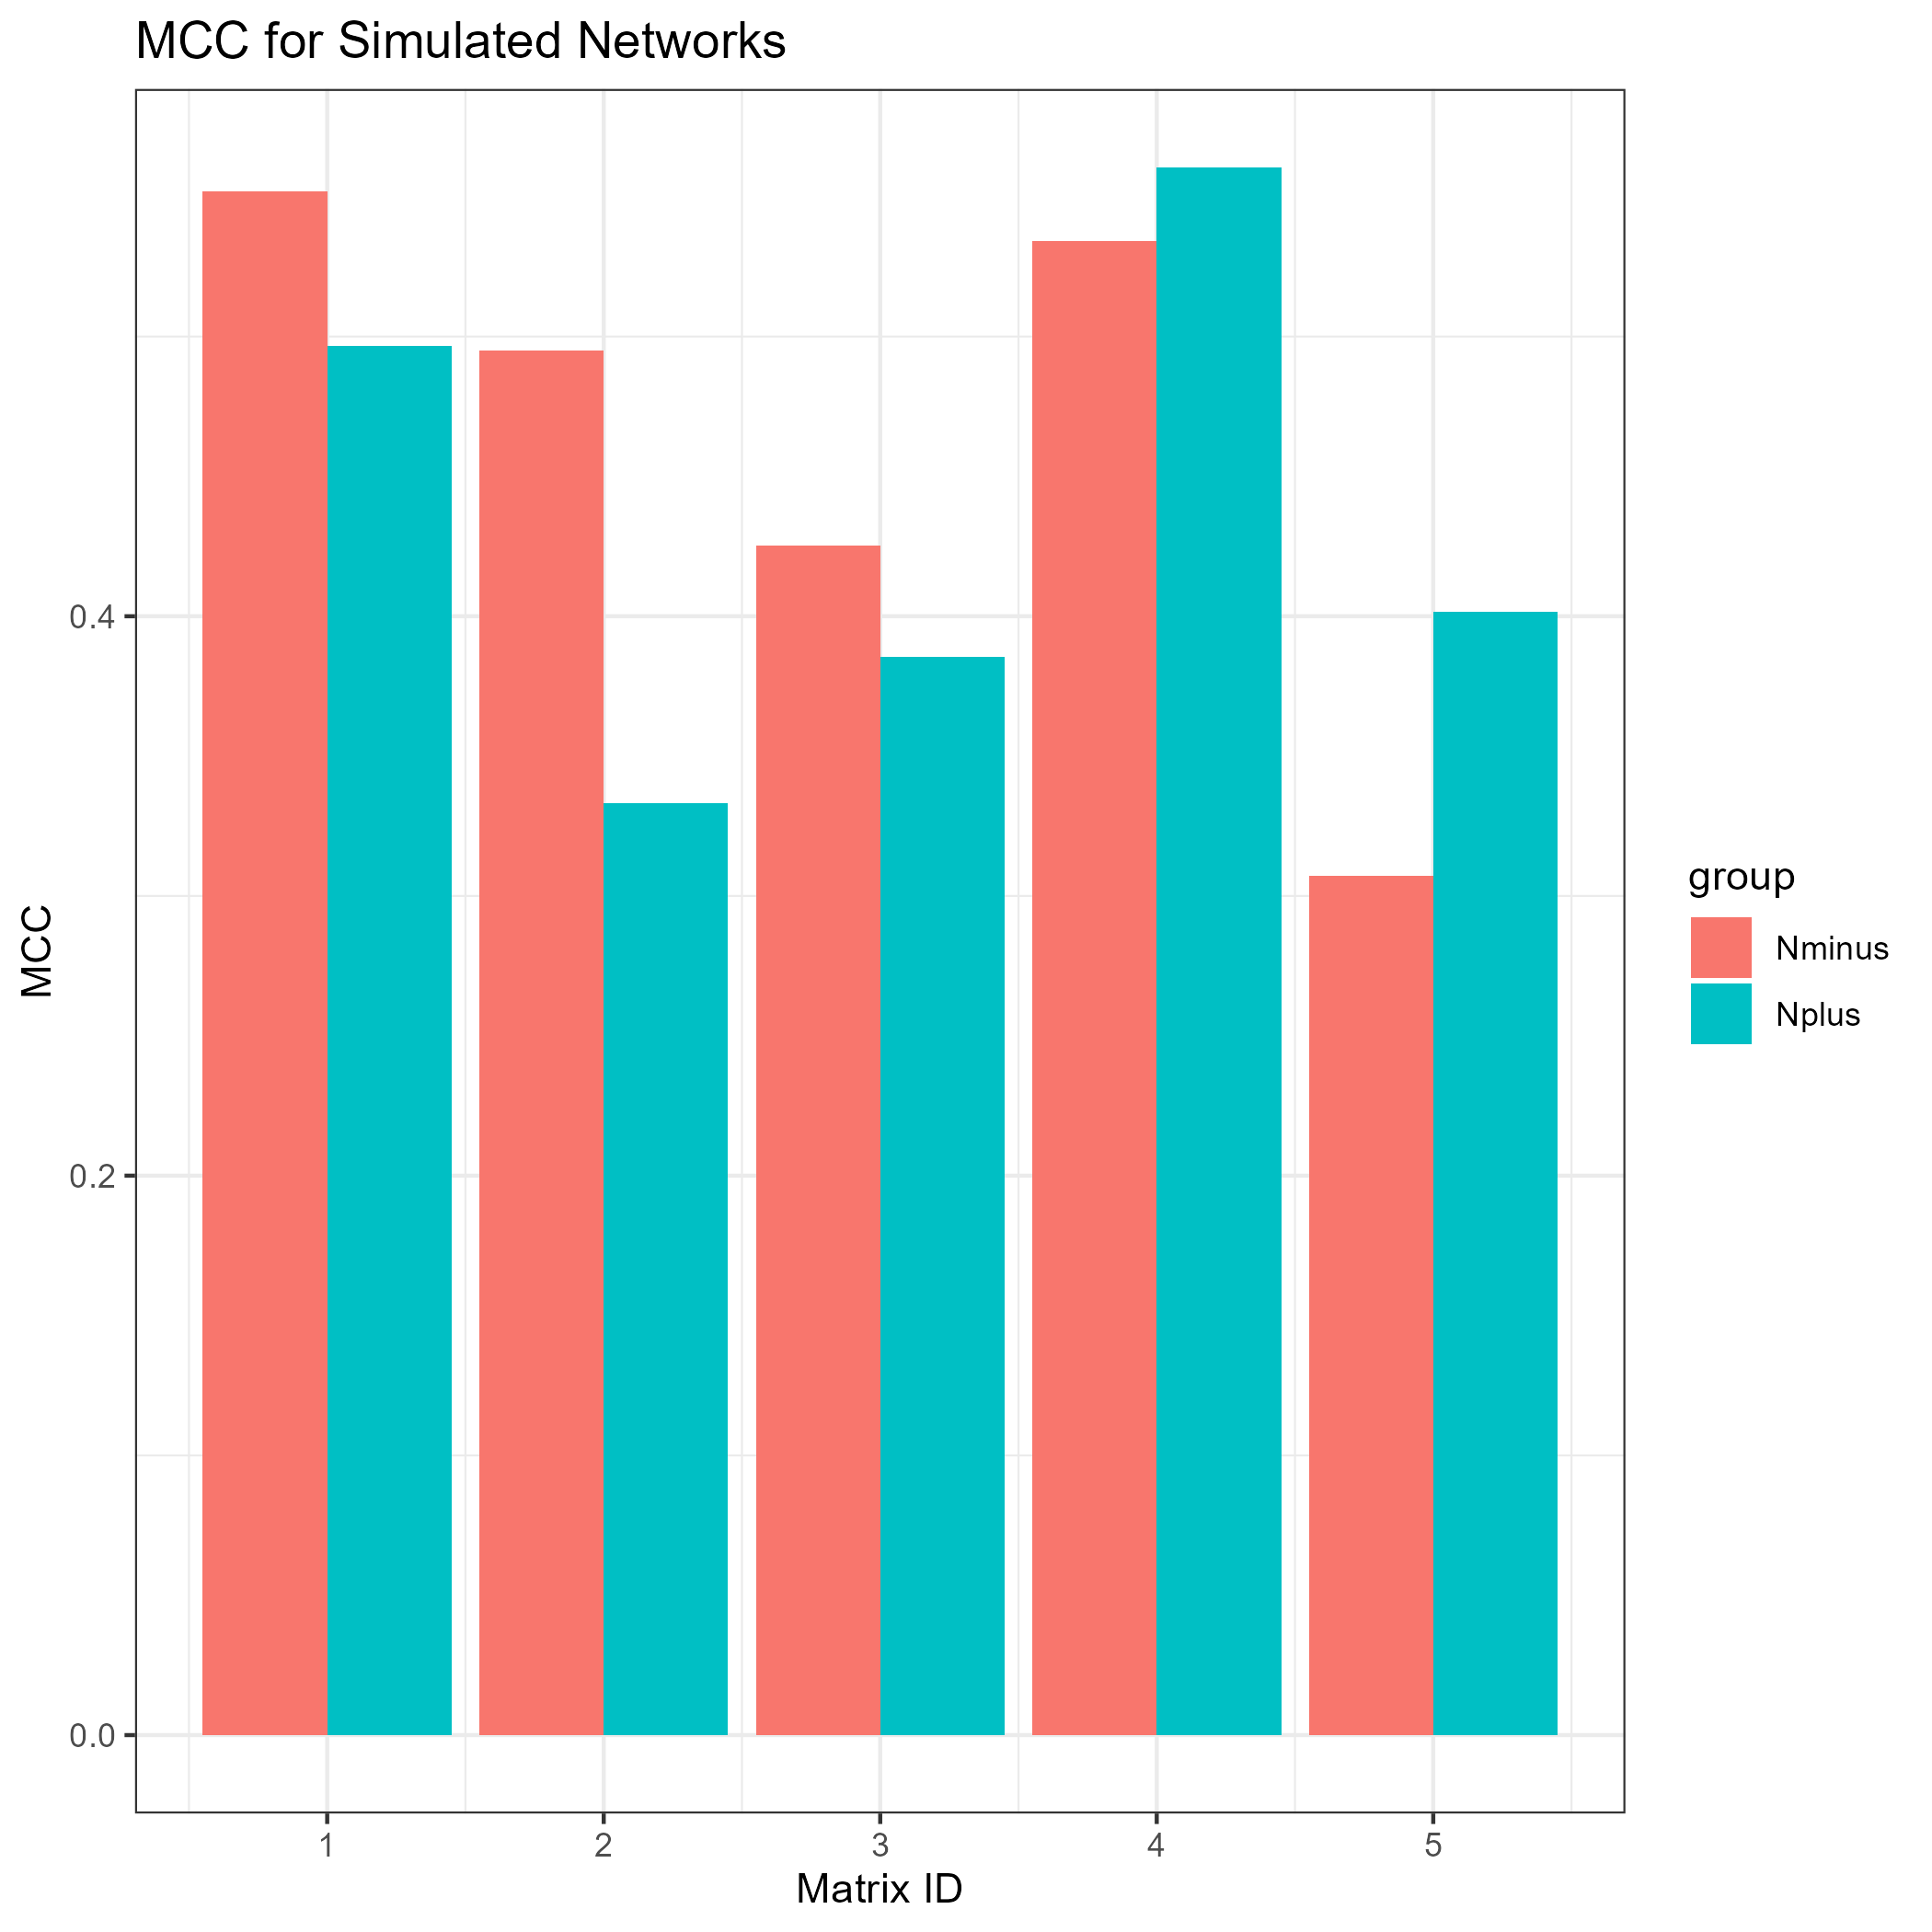 MCC for Simulated Networks
MCC
0.4
0.2
0.0
1 2 3 4 5
Matrix ID
group
Nminus
Nplus